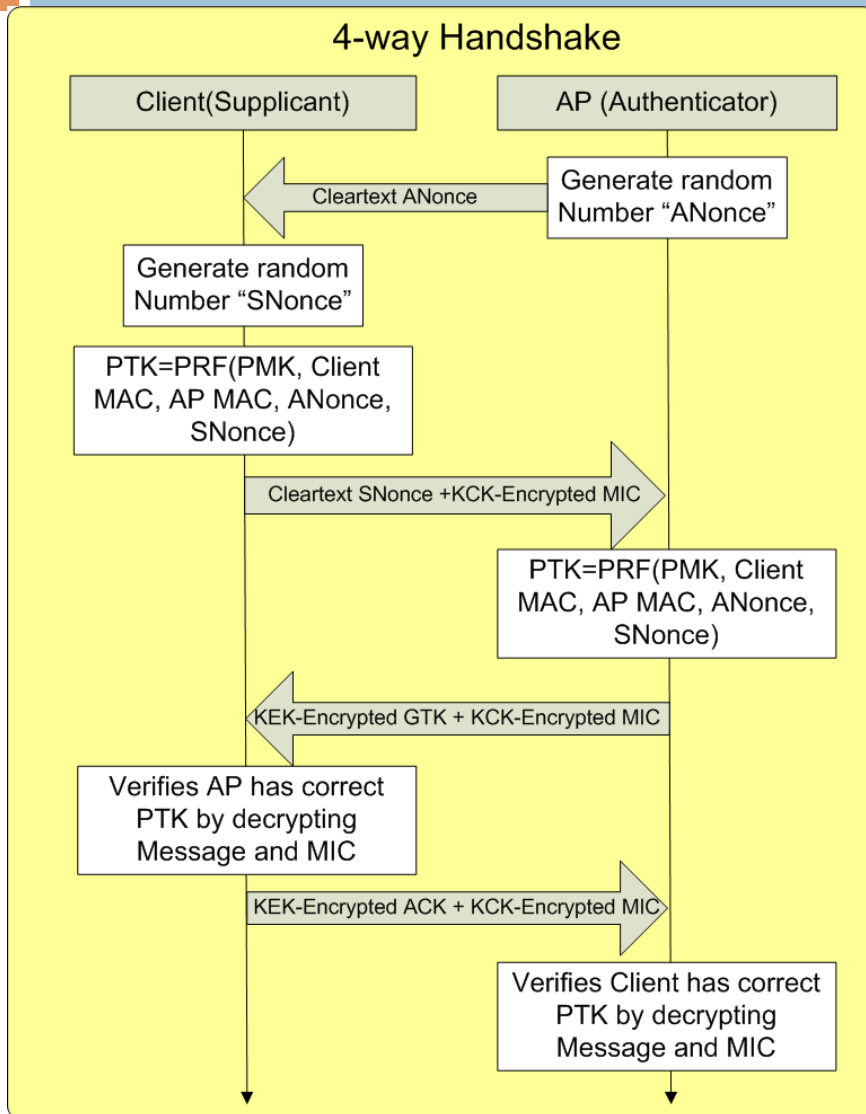 4-way Handshake
Client(Supplicant)
AP (Authenticator)
Cleartext ANonce
Generate random
Number “ANonce”
Generate random
Number “SNonce”
PTK=PRF(PMK, Client
MAC, AP MAC, ANonce,
SNonce)
Cleartext SNonce +KCK-Encrypted MIC
PTK=PRF(PMK, Client
MAC, AP MAC, ANonce,
SNonce)
KEK-Encrypted GTK + KCK-Encrypted MIC
Verifies AP has correct
PTK by decrypting
Message and MIC
KEK-Encrypted ACK + KCK-Encrypted MIC
Verifies Client has correct
PTK by decrypting
Message and MIC